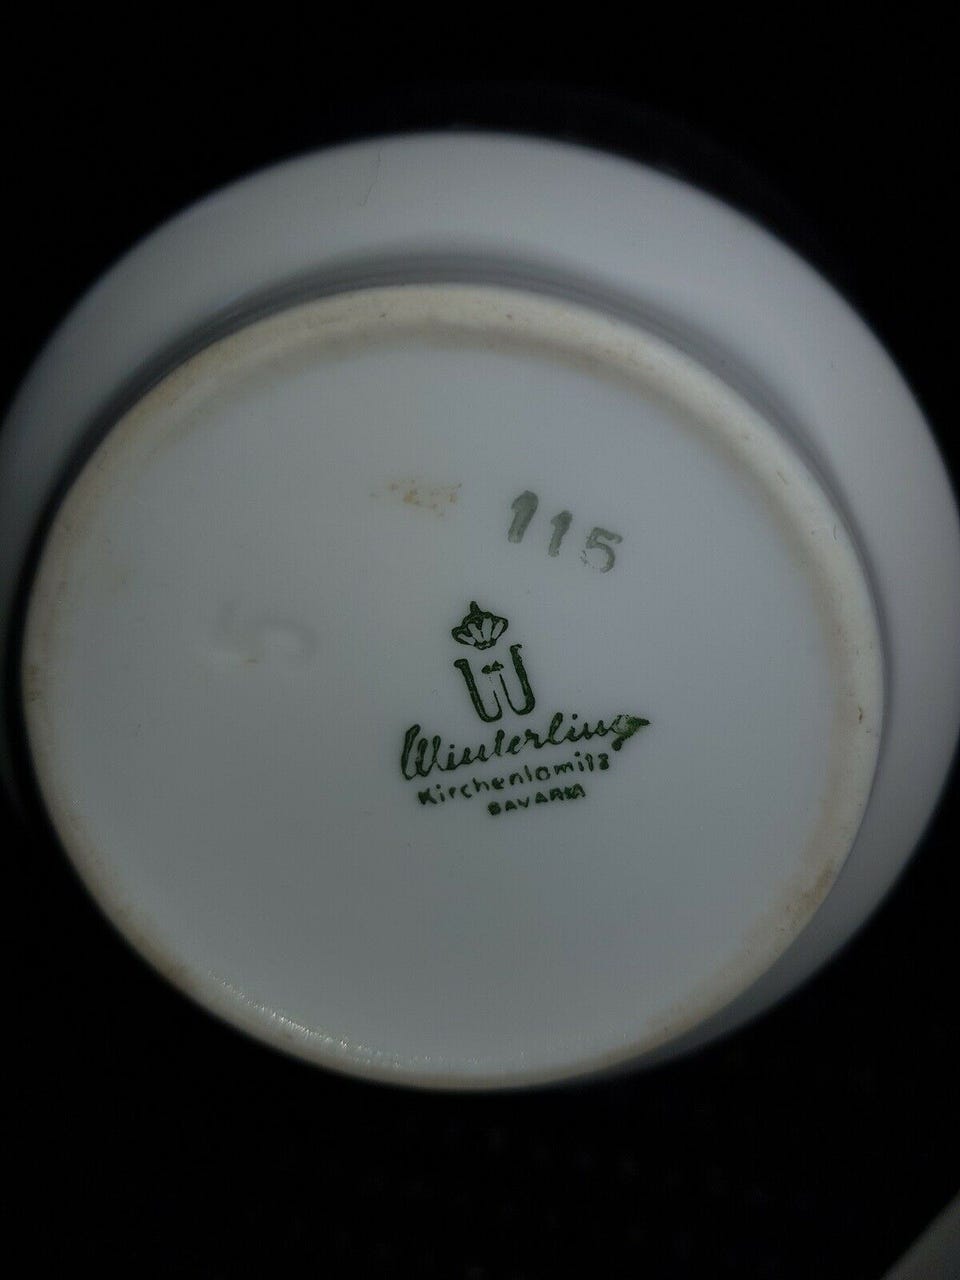 115
W
Winterling
Kirchenlamitz
BAVARIA